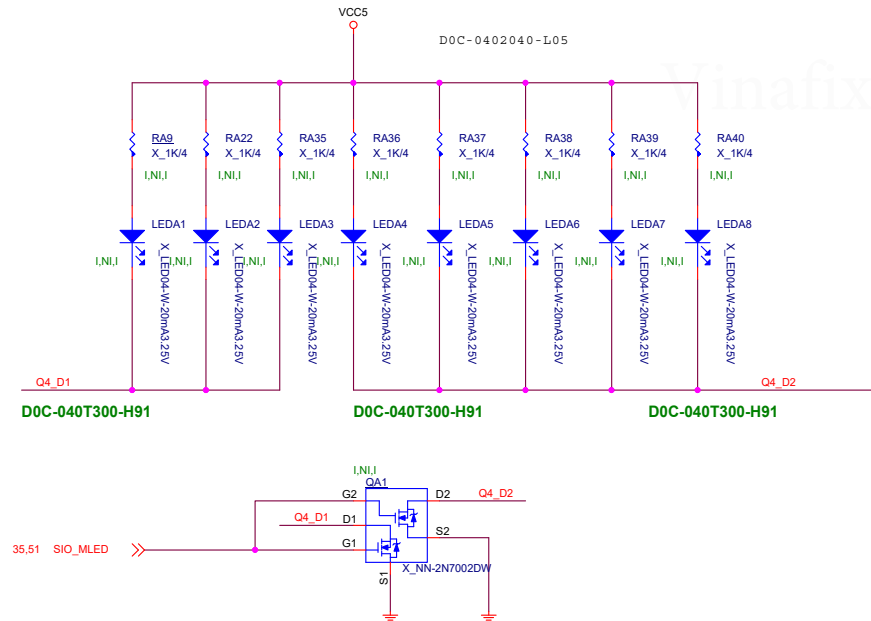 VCC5
D0C-0402040-L05
Vinafix
RA9
X_1K/4
I,NI,I
RA22
X_1K/4
I,NI,I
RA35
X_1K/4
I,NI,I
RA36
X_1K/4
I,NI,I
RA37
X_1K/4
I,NI,I
RA38
X_1K/4
I,NI,I
RA39
X_1K/4
I,NI,I
RA40
X_1K/4
I,NI,I
LEDA1
I,NI,I
X_LED04-W-20mA3.25V
LEDA2
I,NI,I
X_LED04-W-20mA3.25V
LEDA3
I,NI,I
X_LED04-W-20mA3.25V
LEDA4
I,NI,I
X_LED04-W-20mA3.25V
LEDA5
I,NI,I
X_LED04-W-20mA3.25V
LEDA6
I,NI,I
X_LED04-W-20mA3.25V
LEDA7
I,NI,I
X_LED04-W-20mA3.25V
LEDA8
I,NI,I
X_LED04-W-20mA3.25V
Q4_D1
Q4_D2
D0C-040T300-H91
D0C-040T300-H91
D0C-040T300-H91
I,NI,I
QA1
G2
D2
Q4_D2
Q4_D1
D1
S2
G1
35,51 SIO_MLED
X_NN-2N7002DW
S1